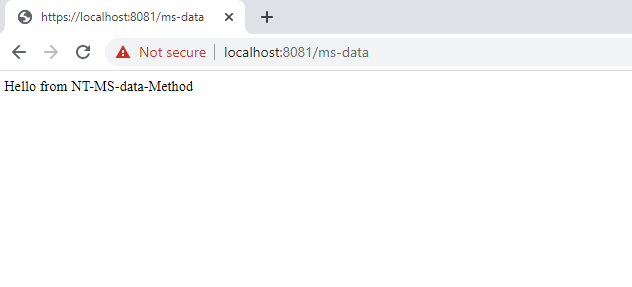 https://localhost:8081/ms-data
Not secure localhost:8081/ms-data
Hello from NT-MS-data-Method